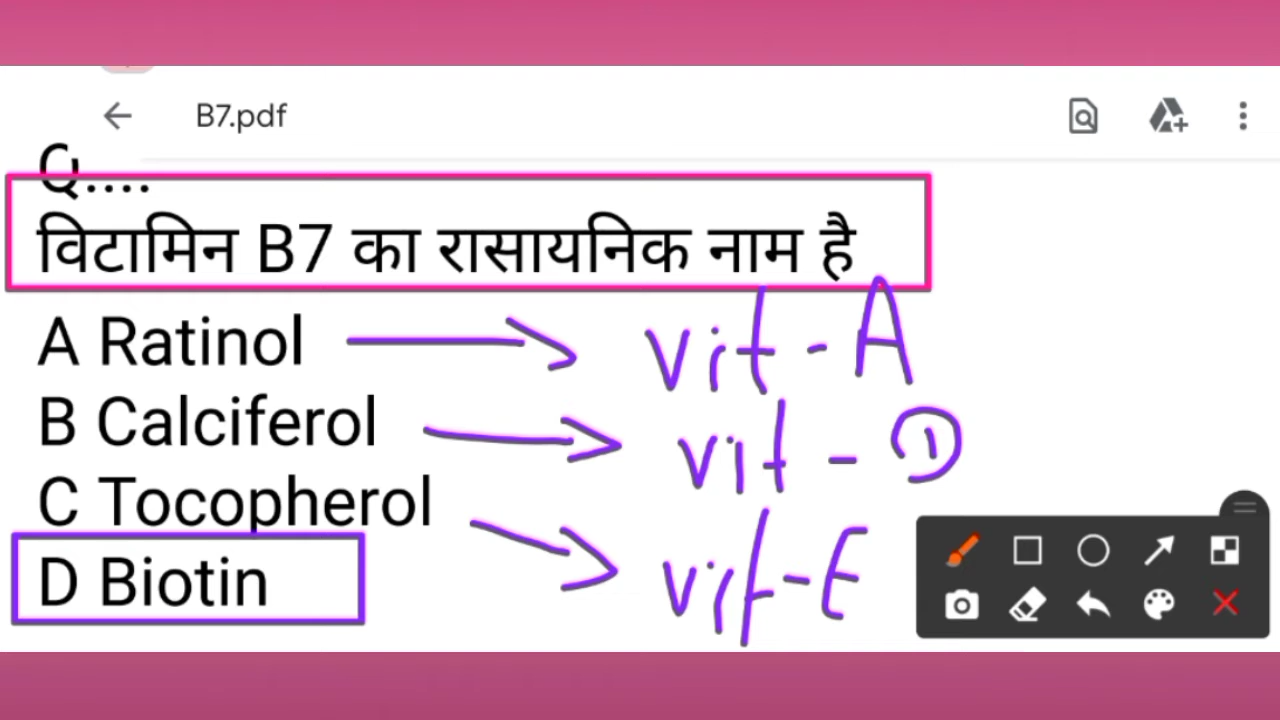 B7.pdf
Q....
विटामिन B7 का रासायनिक नाम है
A Ratinol vit-A
B Calciferol vit-D
C Tocopherol vit-E
D Biotin